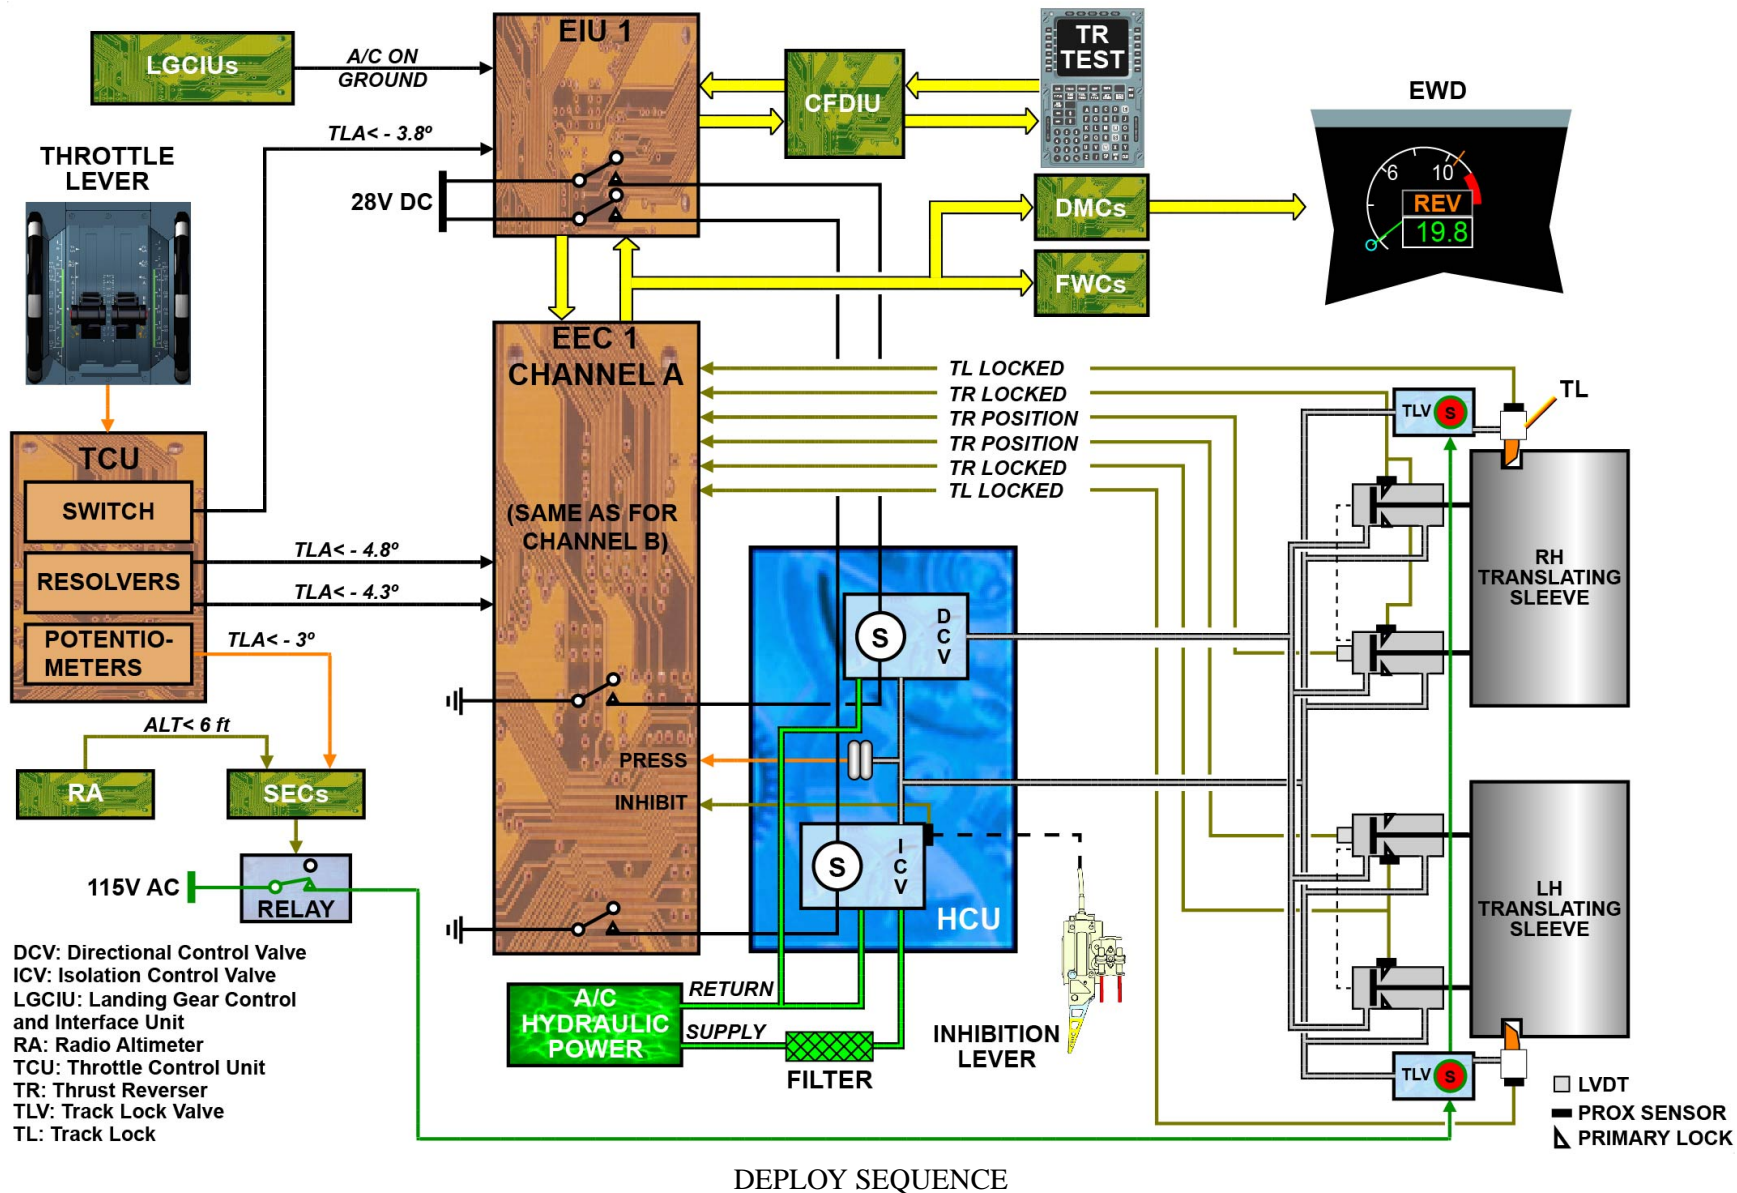 EIU 1
LGCIUs
A/C ON
GROUND
TR
TEST
CFDIU
EWD
TLA< - 3.8º
THROTTLE
LEVER
28V DC
6
10
REV
19.8
DMCs
FWCs
EEC 1
CHANNEL A
TL LOCKED
TR LOCKED
TR POSITION
TR POSITION
TR LOCKED
TL LOCKED
TLV
S
TL
TCU
SWITCH
(SAME AS FOR
CHANNEL B)
TLA< - 4.8º
RESOLVERS
TLA< - 4.3º
RH
TRANSLATING
SLEEVE
POTENTIO-
METERS
TLA< - 3º
S
D
C
V
ALT< 6 ft
PRESS
RA
SECs
INHIBIT
S
I
C
V
115V AC
RELAY
HCU
LH
TRANSLATING
SLEEVE
DCV: Directional Control Valve
ICV: Isolation Control Valve
LGCIU: Landing Gear Control
and Interface Unit
RA: Radio Altimeter
TCU: Throttle Control Unit
TR: Thrust Reverser
TLV: Track Lock Valve
TL: Track Lock
A/C
HYDRAULIC
POWER
RETURN
SUPPLY
FILTER
INHIBITION
LEVER
TLV
S
LVDT
PROX SENSOR
PRIMARY LOCK
DEPLOY SEQUENCE